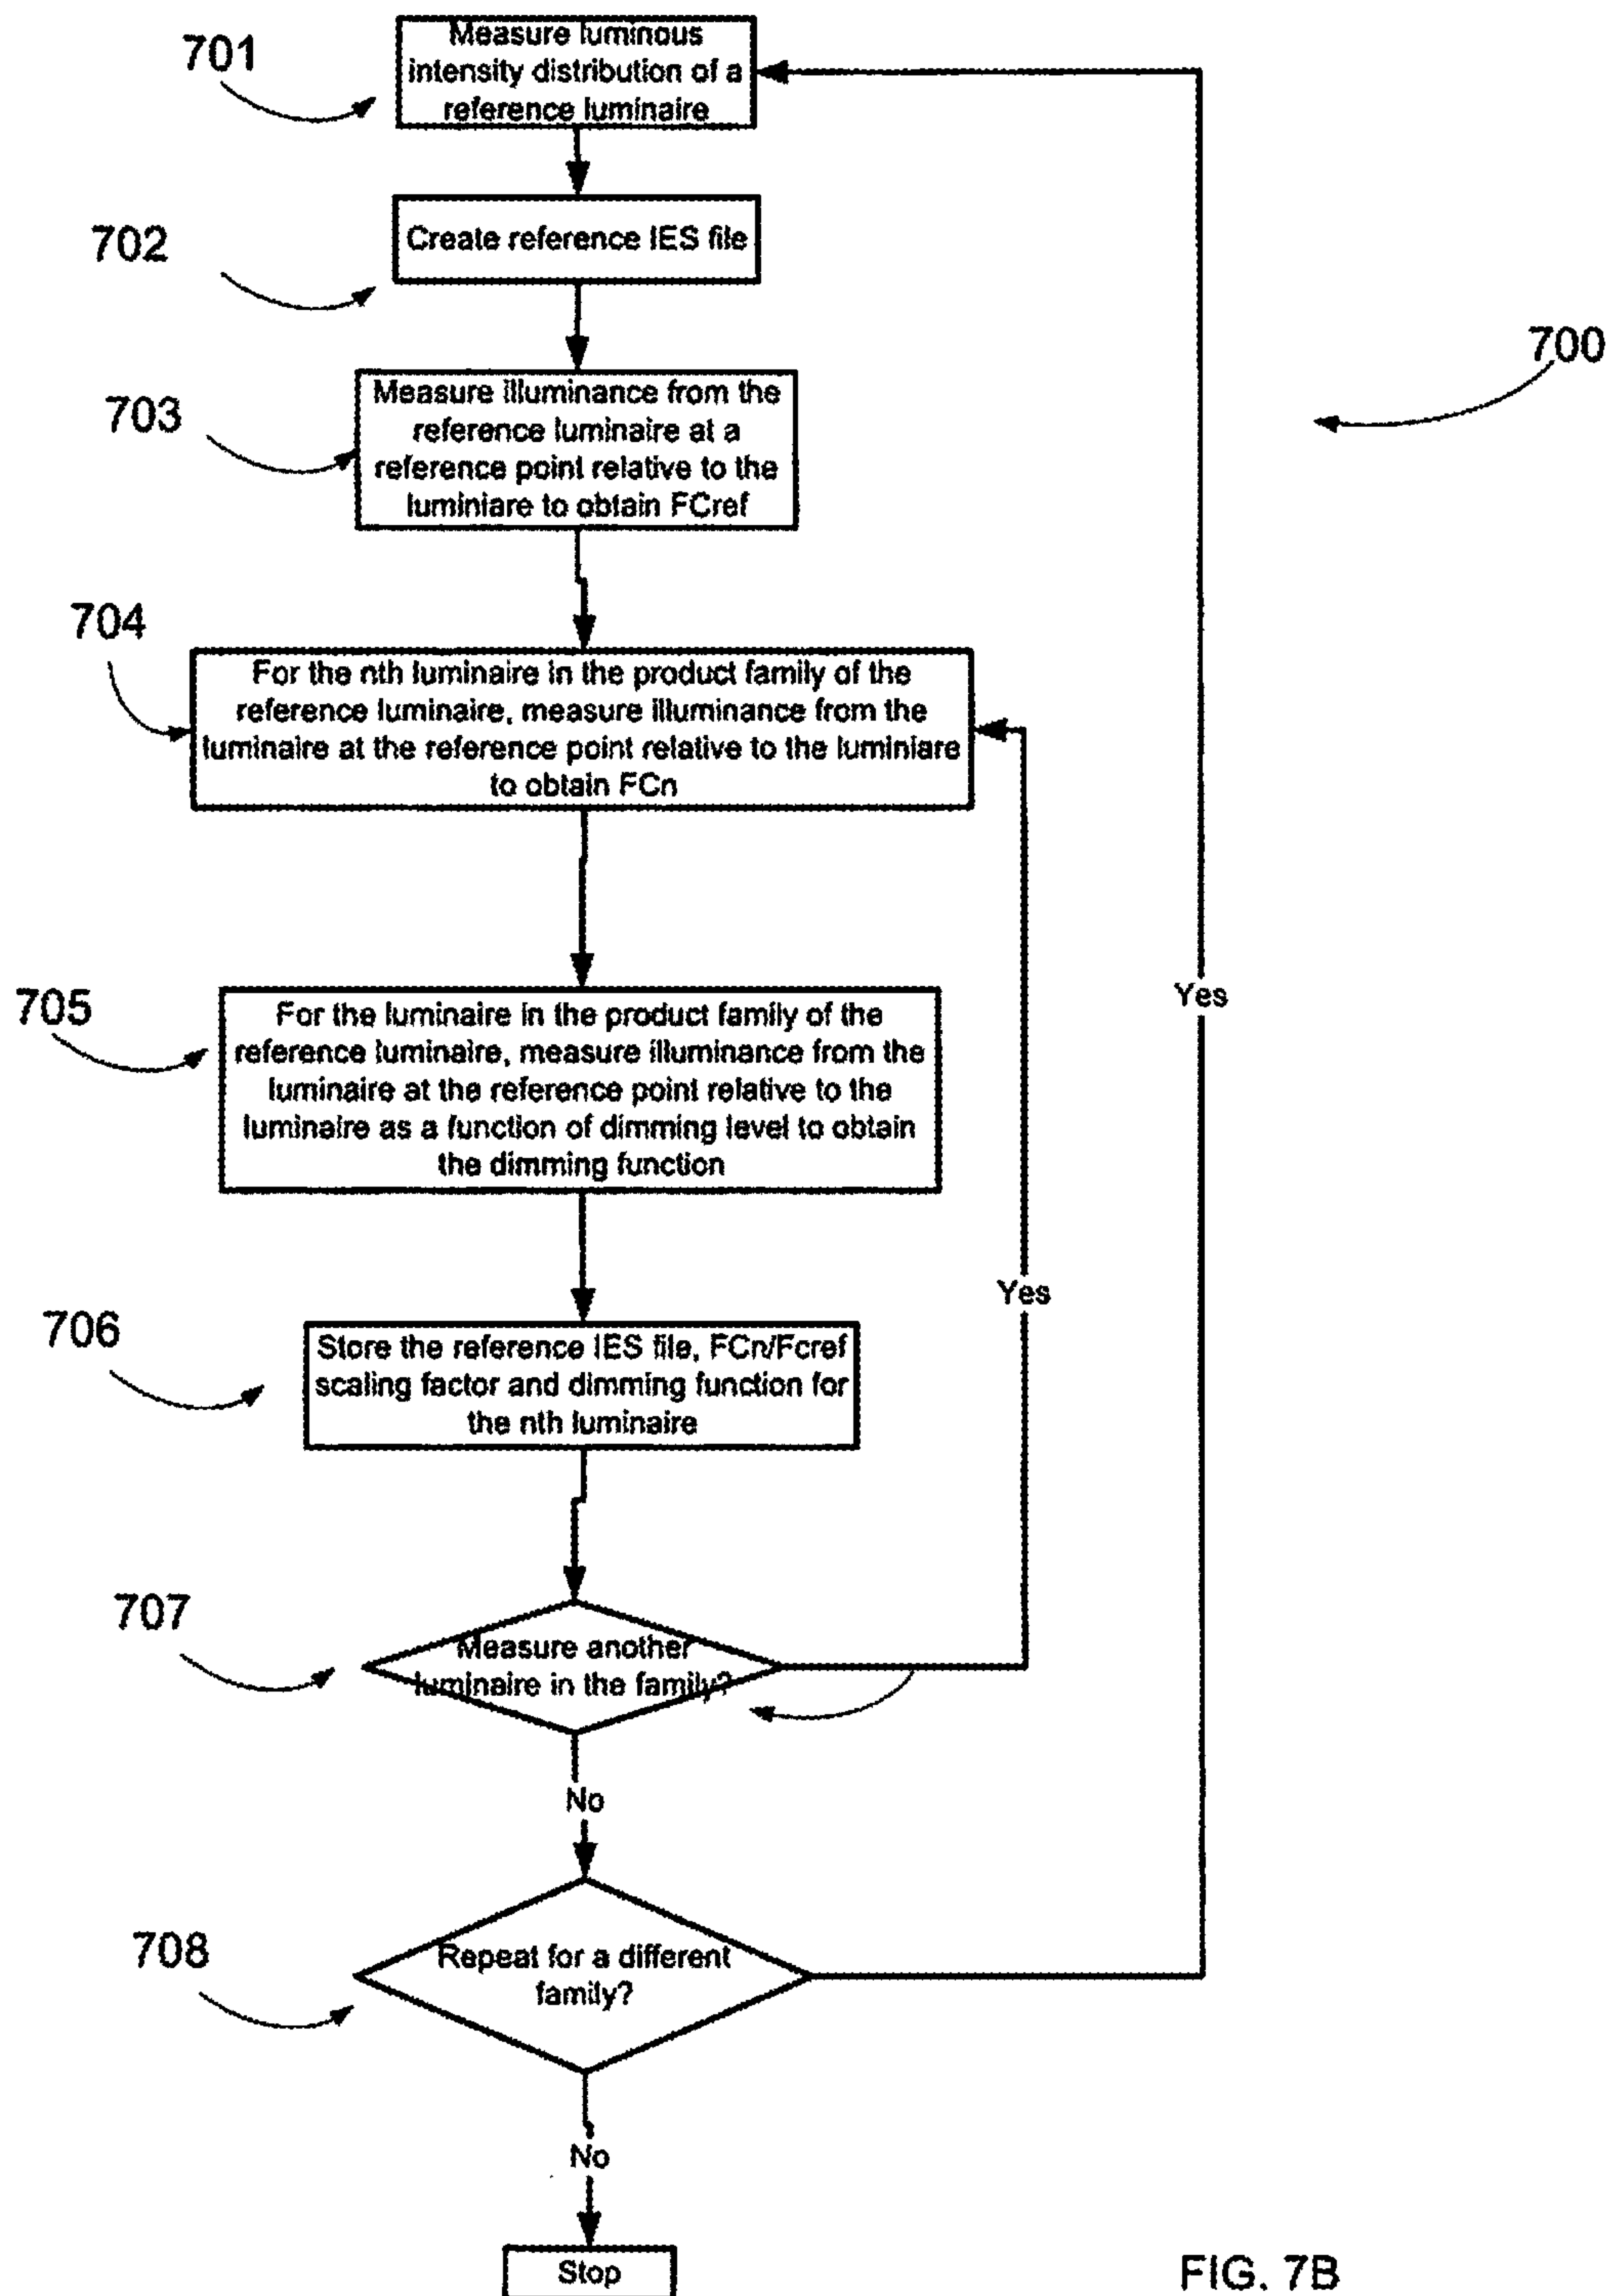 701
Measure luminous
intensity distribution of a
reference luminaire
702
Create reference IES file
700
703
Measure illuminance from the
reference luminaire at a
reference point relative to the
luminiare to obtain FCref
704
For the nth luminaire in the product family of the
reference luminaire, measure illuminance from the
luminaire at the reference point relative to the luminiare
to obtain FCn
705
For the luminaire in the product family of the
reference luminaire, measure illuminance from the
luminaire at the reference point relative to the
luminaire as a function of dimming level to obtain
the dimming function
Yes
Yes
706
Store the reference IES file, FCn/Fcref
scaling factor and dimming function for
the nth luminaire
707
Measure another
luminaire in the family?
No
708
Repeat for a different
family?
No
Stop
FIG. 7B